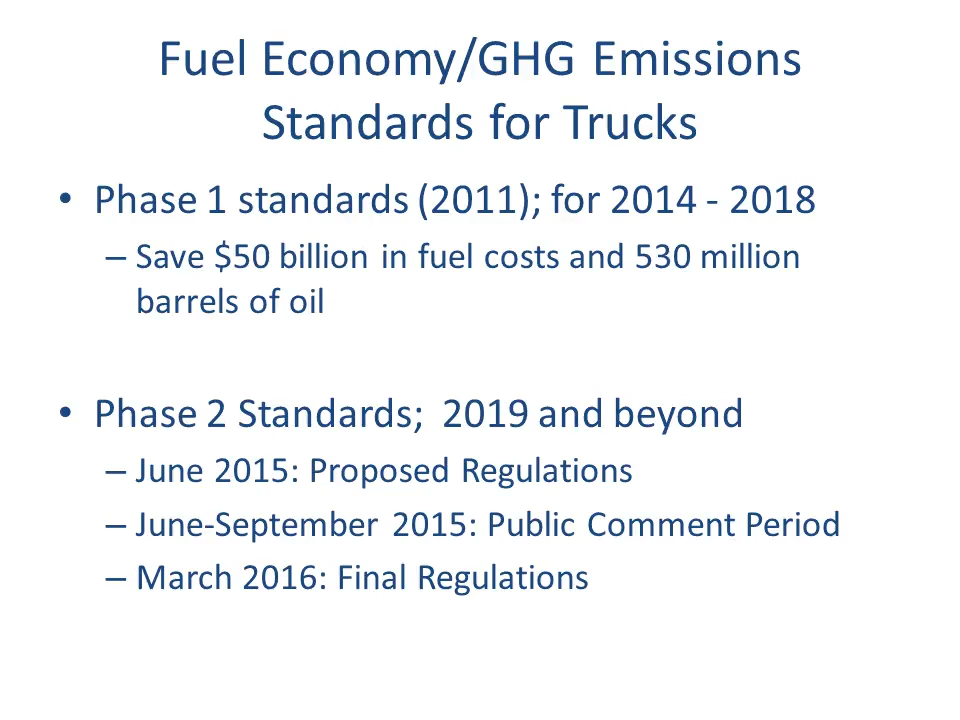 Fuel Economy/GHG Emissions
Standards for Trucks
• Phase 1 standards (2011); for 2014 - 2018
– Save $50 billion in fuel costs and 530 million
barrels of oil
• Phase 2 Standards;  2019 and beyond
– June 2015: Proposed Regulations
– June-September 2015: Public Comment Period
– March 2016: Final Regulations